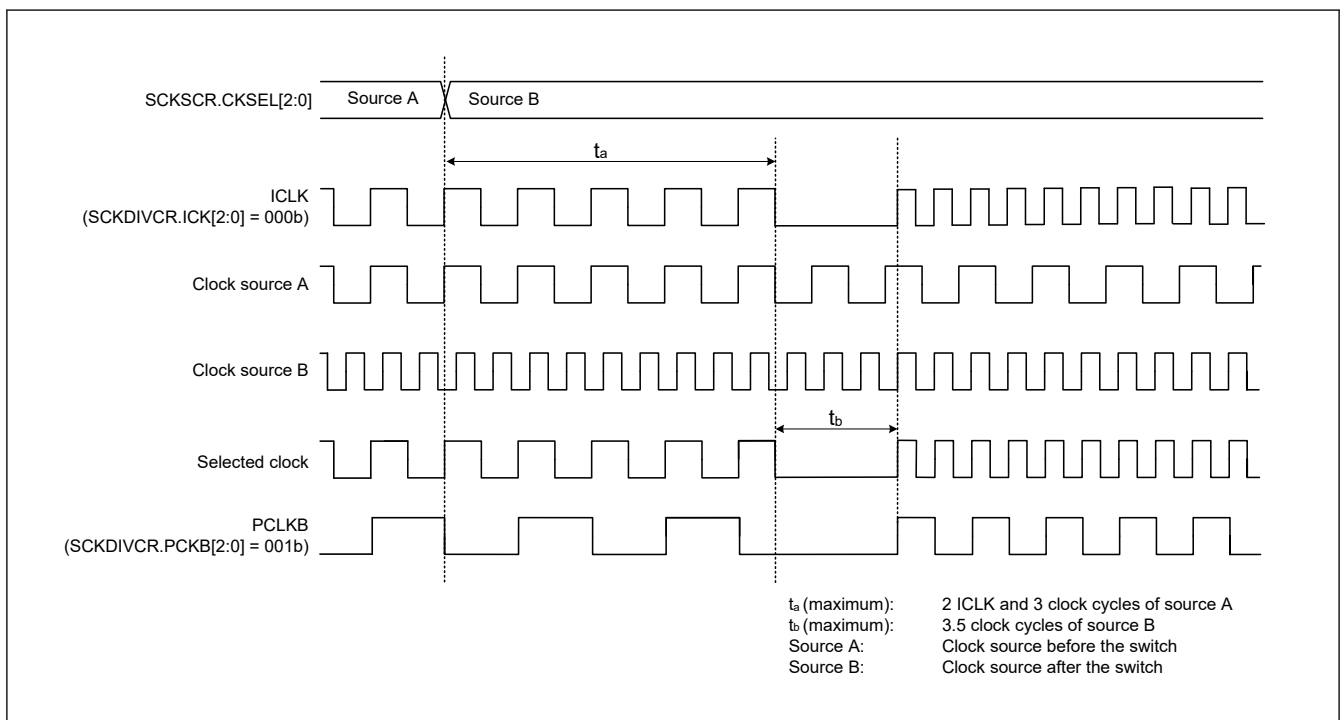 SCKSCR.CKSEL[2:0]
Source A
Source B
ta
ICLK
(SCKDIVCR.ICK[2:0] = 000b)
Clock source A
Clock source B
tb
Selected clock
PCLKB
(SCKDIVCR.PCKB[2:0] = 001b)
ta (maximum): 2 ICLK and 3 clock cycles of source A
tb (maximum): 3.5 clock cycles of source B
Source A: Clock source before the switch
Source B: Clock source after the switch